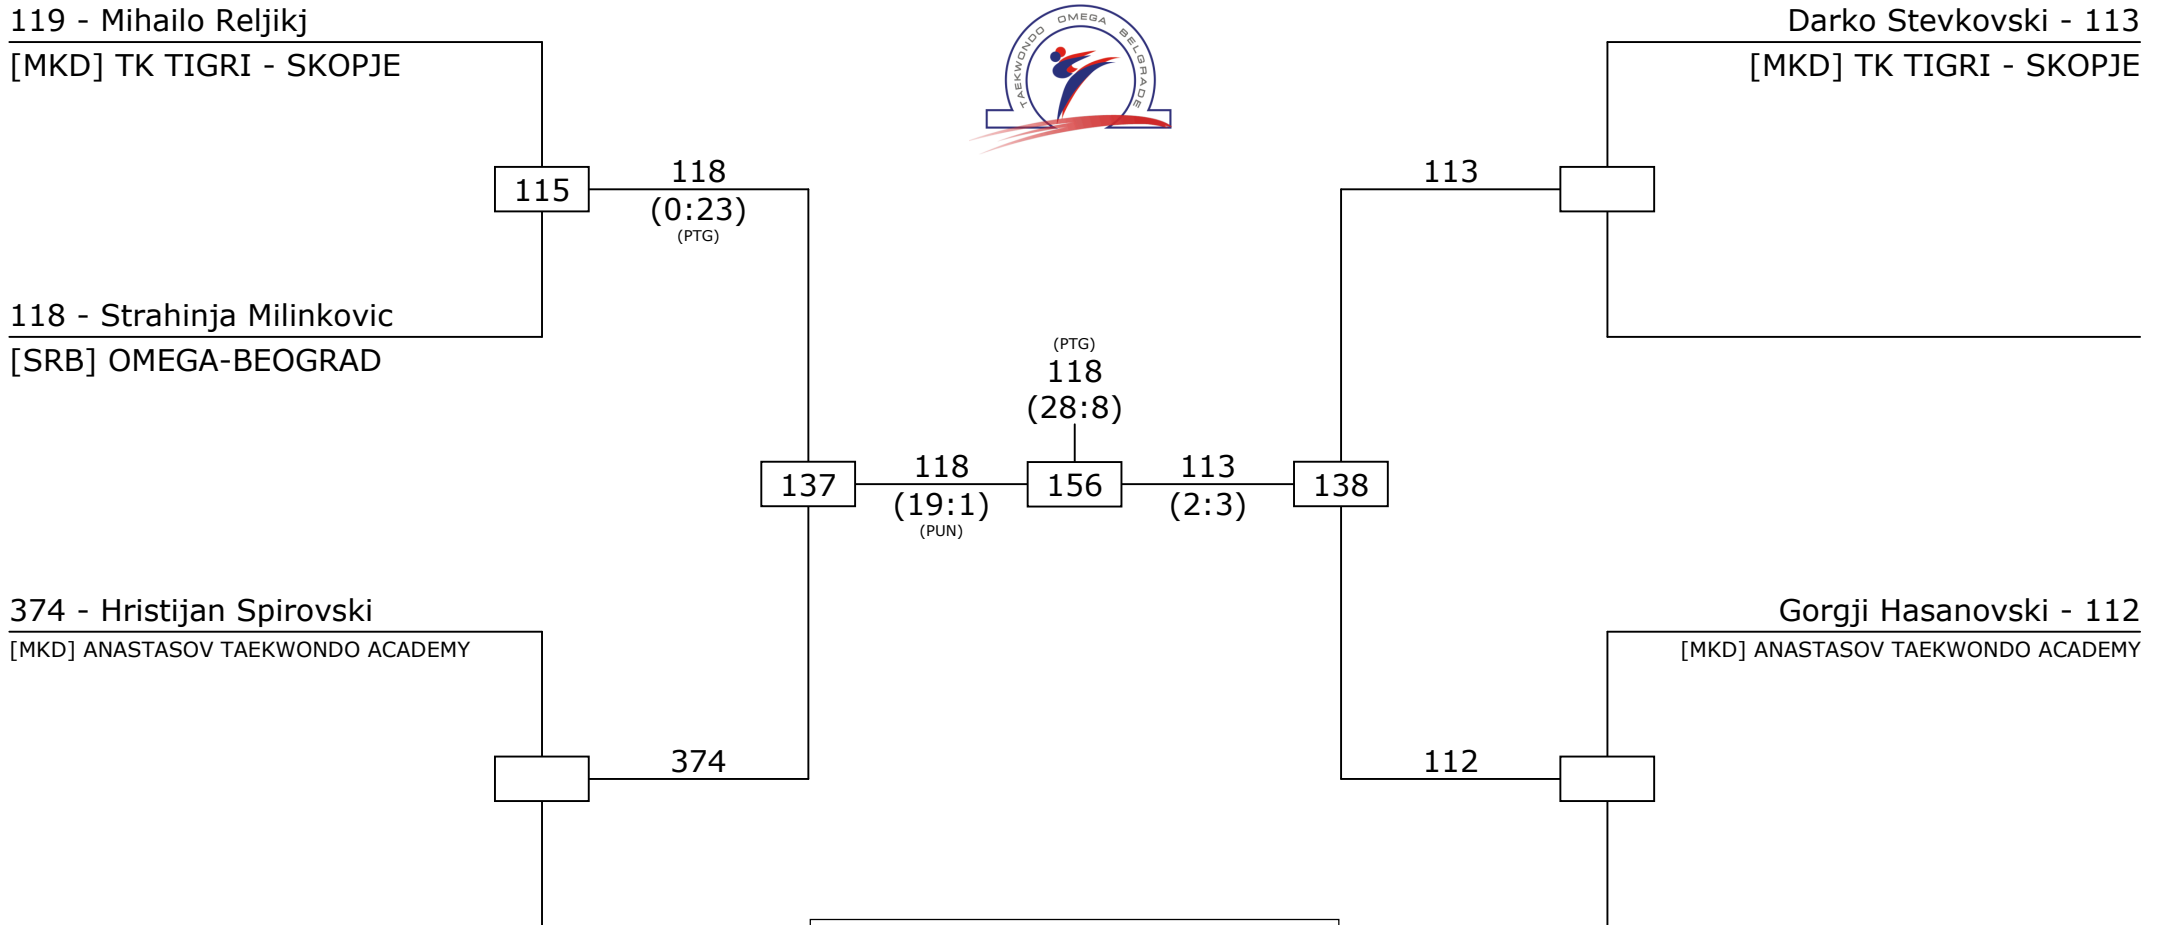 119 - Mihailo Reljikj
[MKD] TK TIGRI - SKOPJE
TAEKWONDO OMEGA BELGRADE
Darko Stevkovski - 113
[MKD] TK TIGRI - SKOPJE
115
118
(0:23)
(PTG)
113
118 - Strahinja Milinkovic
[SRB] OMEGA-BEOGRAD
(PTG)
118
(28:8)
137
118
(19:1)
(PUN)
156
113
(2:3)
138
374 - Hristijan Spirovski
[MKD] ANASTASOV TAEKWONDO ACADEMY
Gorgji Hasanovski - 112
[MKD] ANASTASOV TAEKWONDO ACADEMY
374
112